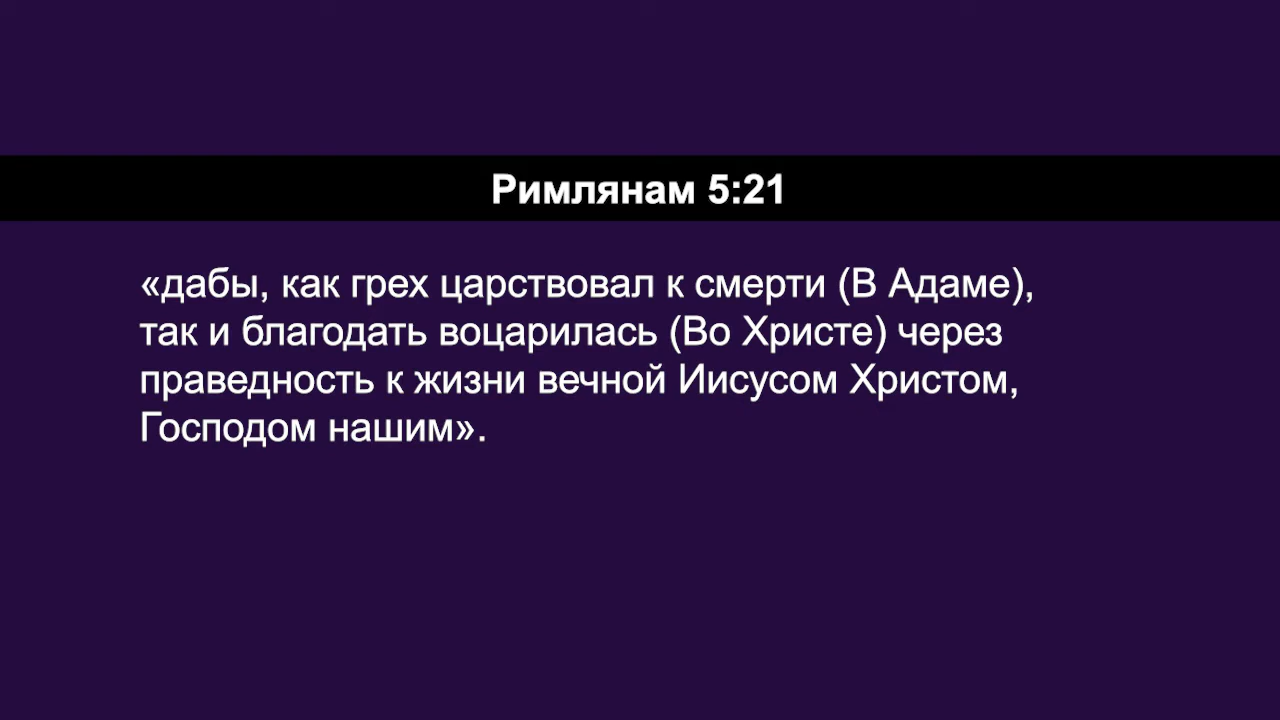 Римлянам 5:21
«дабы, как грех царствовал к смерти (В Адаме),
так и благодать воцарилась (Во Христе) через
праведность к жизни вечной Иисусом Христом,
Господом нашим».